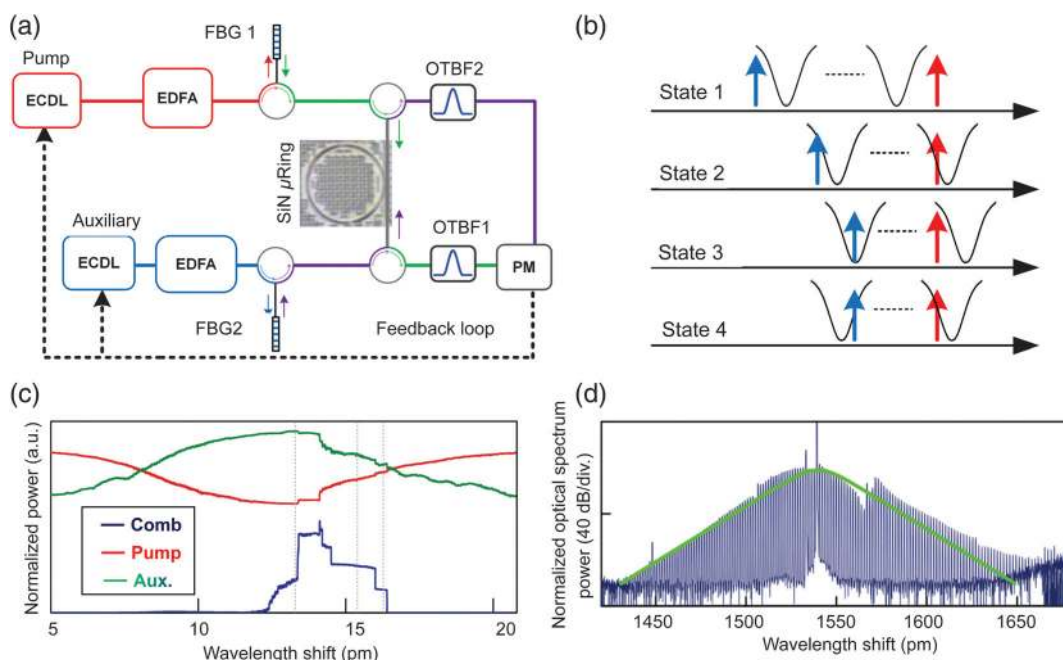 (a)
FBG 1
Pump
ECDL
EDFA
OTBF2
SiN μRing
Auxiliary
ECDL
EDFA
OTBF1
PM
FBG2
Feedback loop
(b)
State 1
State 2
State 3
State 4
(c)
Normalized power (a.u.)
Comb
Pump
Aux.
5
10
15
20
Wavelength shift (pm)
(d)
Normalized optical spectrum
power (40 dB/div.)
1450
1500
1550
1600
1650
Wavelength shift (pm)